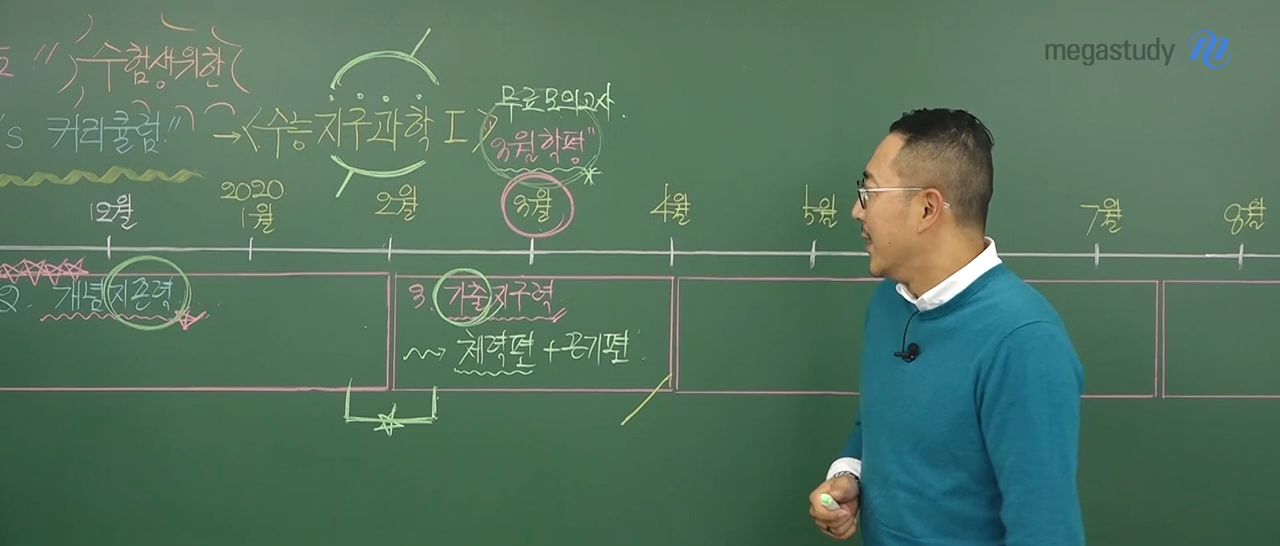 megastudy
수험생위한
's 커리큘럼" → <수능 지구과학 I>
무료모의고사.
"3월학평"
12월 2020. 1월 2월 3월 4월 5월 7월 8월
2. 개념지존력 3. 기출지구력
체력편 + 끈기편